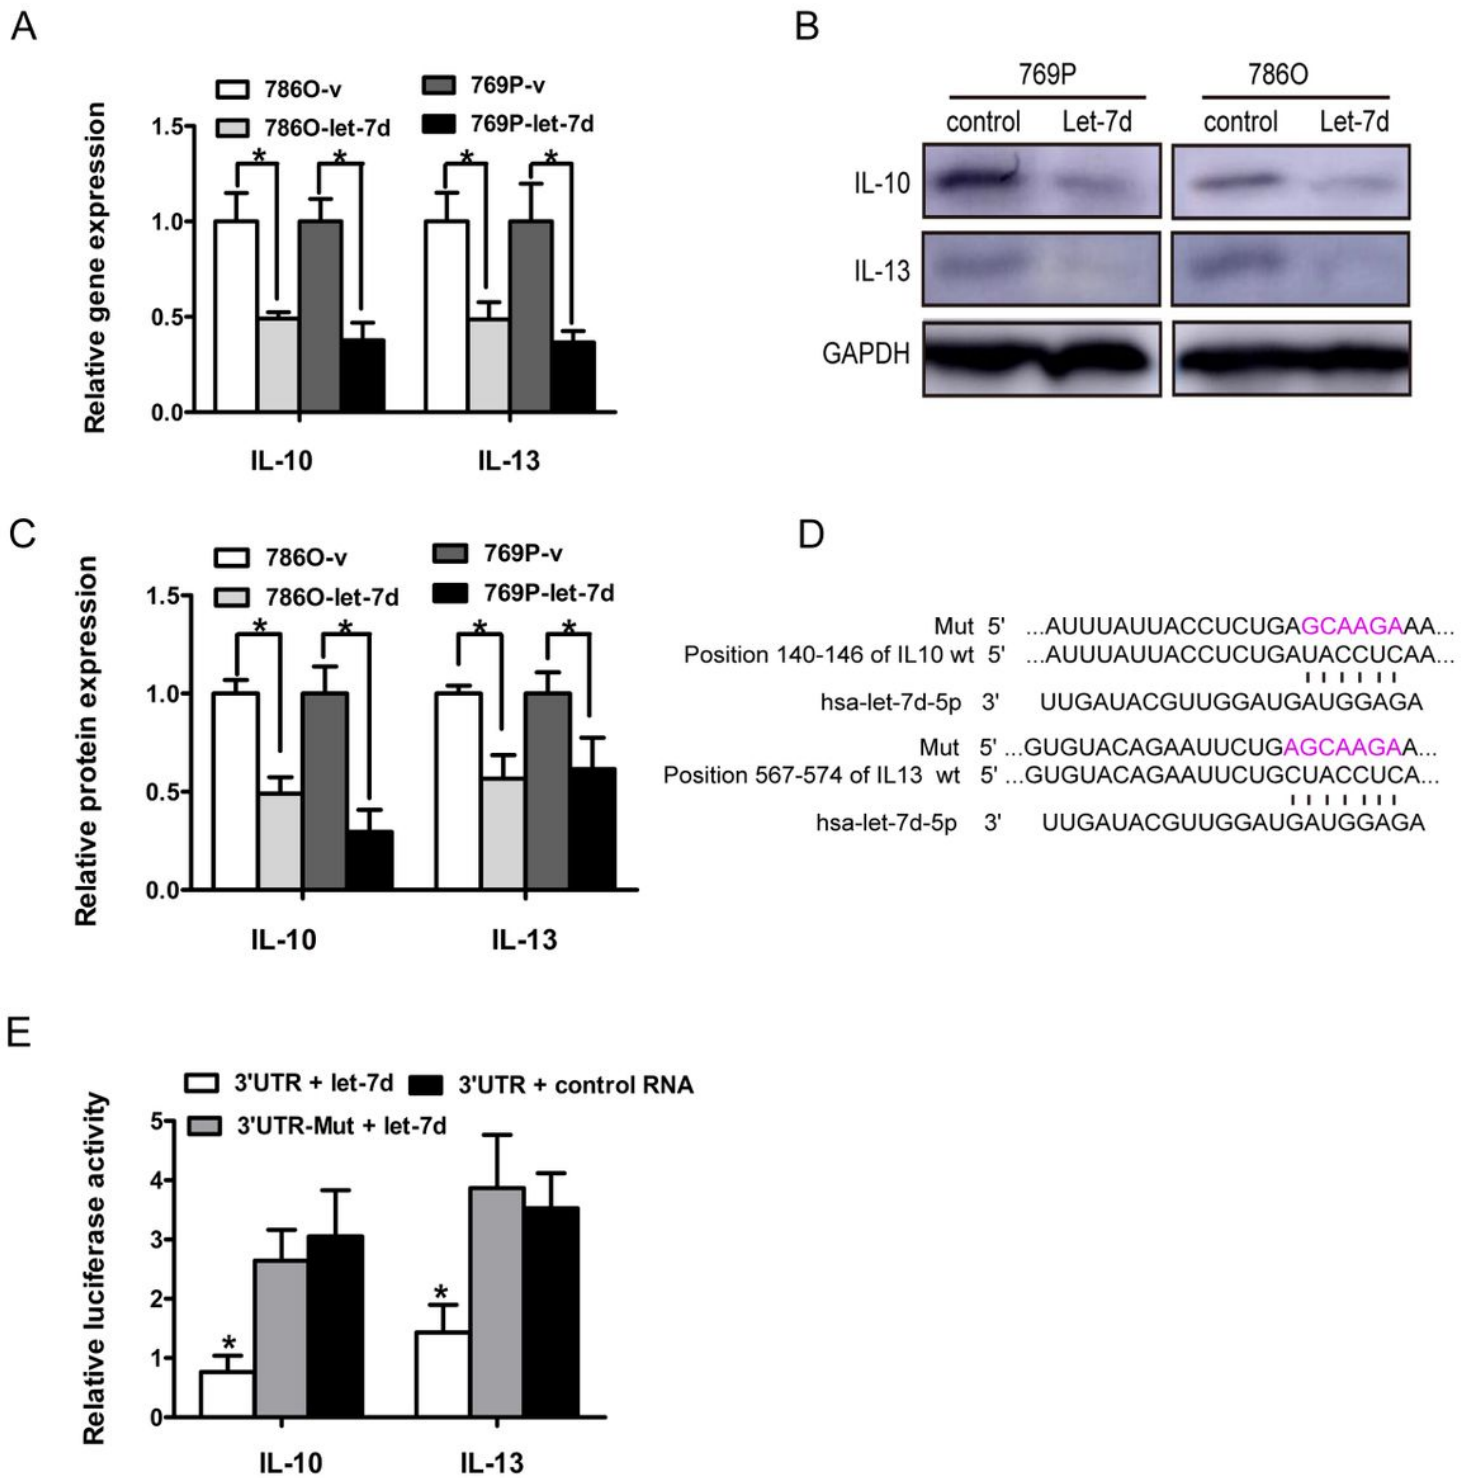 A
786O-v
769P-v
786O-let-7d
769P-let-7d
Relative gene expression
1.5
1.0
0.5
0.0
* * * *
IL-10 IL-13
B
769P 786O
control Let-7d control Let-7d
IL-10
IL-13
GAPDH
C
786O-v
769P-v
786O-let-7d
769P-let-7d
Relative protein expression
1.5
1.0
0.5
0.0
* * * *
IL-10 IL-13
D
Mut 5' ...AUUUAUUACCUCUGAGCAAGAAA...
Position 140-146 of IL10 wt 5' ...AUUUAUUACCUCUGAUACCUCAA...
hsa-let-7d-5p 3' UUGAUACGUUGGAUGAUGGAGA
Mut 5' ...GUGUACAGAAUUCUGAGCAAGAA...
Position 567-574 of IL13 wt 5' ...GUGUACAGAAUUCUGCUACCUCA...
hsa-let-7d-5p 3' UUGAUACGUUGGAUGAUGGAGA
E
3'UTR + let-7d 3'UTR + control RNA
3'UTR-Mut + let-7d
Relative luciferase activity
5
4
3
2
1
0
* *
IL-10 IL-13